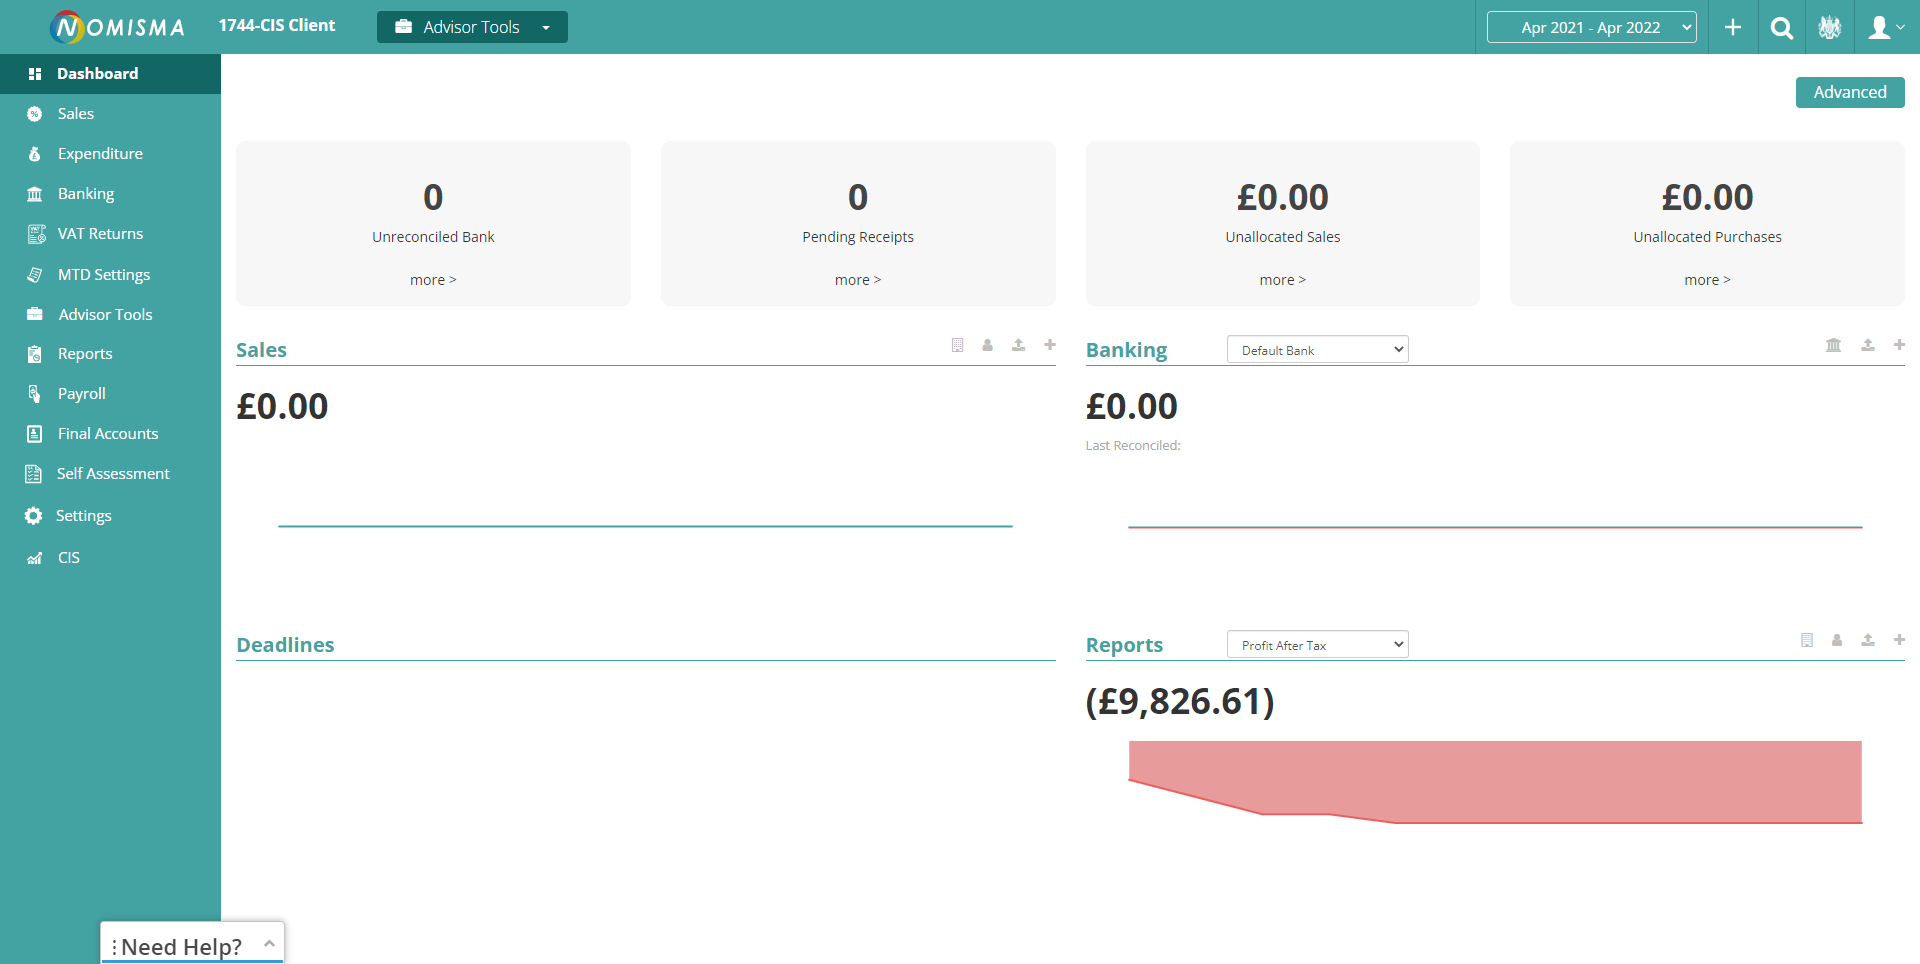 NOMISMA
1744-CIS Client
Advisor Tools
Apr 2021 - Apr 2022
Dashboard
Sales
Expenditure
Banking
VAT Returns
MTD Settings
Advisor Tools
Reports
Payroll
Final Accounts
Self Assessment
Settings
CIS
Advanced
0
Unreconciled Bank
more >
0
Pending Receipts
more >
£0.00
Unallocated Sales
more >
£0.00
Unallocated Purchases
more >
Sales
£0.00
Banking
Default Bank
£0.00
Last Reconciled:
Deadlines
Reports
Profit After Tax
(£9,826.61)
Need Help?